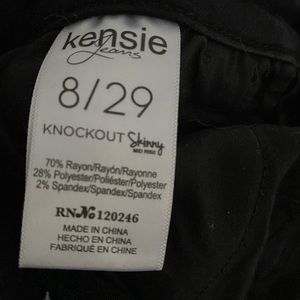 kensie
jeans
8/29
KNOCKOUT Skinny
MID RISE
70% Rayon/Rayón/Rayonne
28% Polyester/Poliéster/Polyester
2% Spandex/Spandex/Spandex
RN№120246
MADE IN CHINA
HECHO EN CHINA
FABRIQUÉ EN CHINE